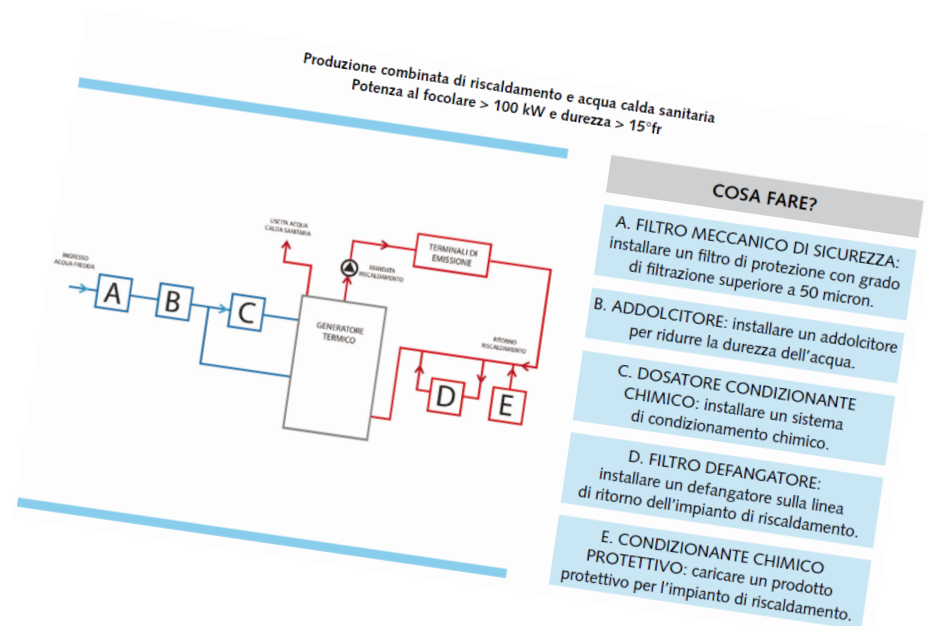 Produzione combinata di riscaldamento e acqua calda sanitaria
Potenza al focolare > 100 kW e durezza > 15°fr
COSA FARE?
A. FILTRO MECCANICO DI SICUREZZA:
installare un filtro di protezione con grado
di filtrazione superiore a 50 micron.
B. ADDOLCITORE: installare un addolcitore
per ridurre la durezza dell'acqua.
C. DOSATORE CONDIZIONANTE
CHIMICO: installare un sistema
di condizionamento chimico.
D. FILTRO DEFANGATORE:
installare un defangatore sulla linea
di ritorno dell'impianto di riscaldamento.
E. CONDIZIONANTE CHIMICO
PROTETTIVO: caricare un prodotto
protettivo per l'impianto di riscaldamento.
INGRESSO
ACQUA FREDDA
A
B
C
USCITA ACQUA
CALDA SANITARIA
MANDATA
RISCALDAMENTO
TERMINALI DI
EMISSIONE
GENERATORE
TERMICO
RITORNO
RISCALDAMENTO
D
E